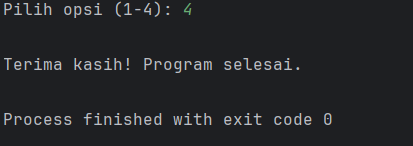 Pilih opsi (1-4): 4
Terima kasih! Program selesai.
Process finished with exit code 0